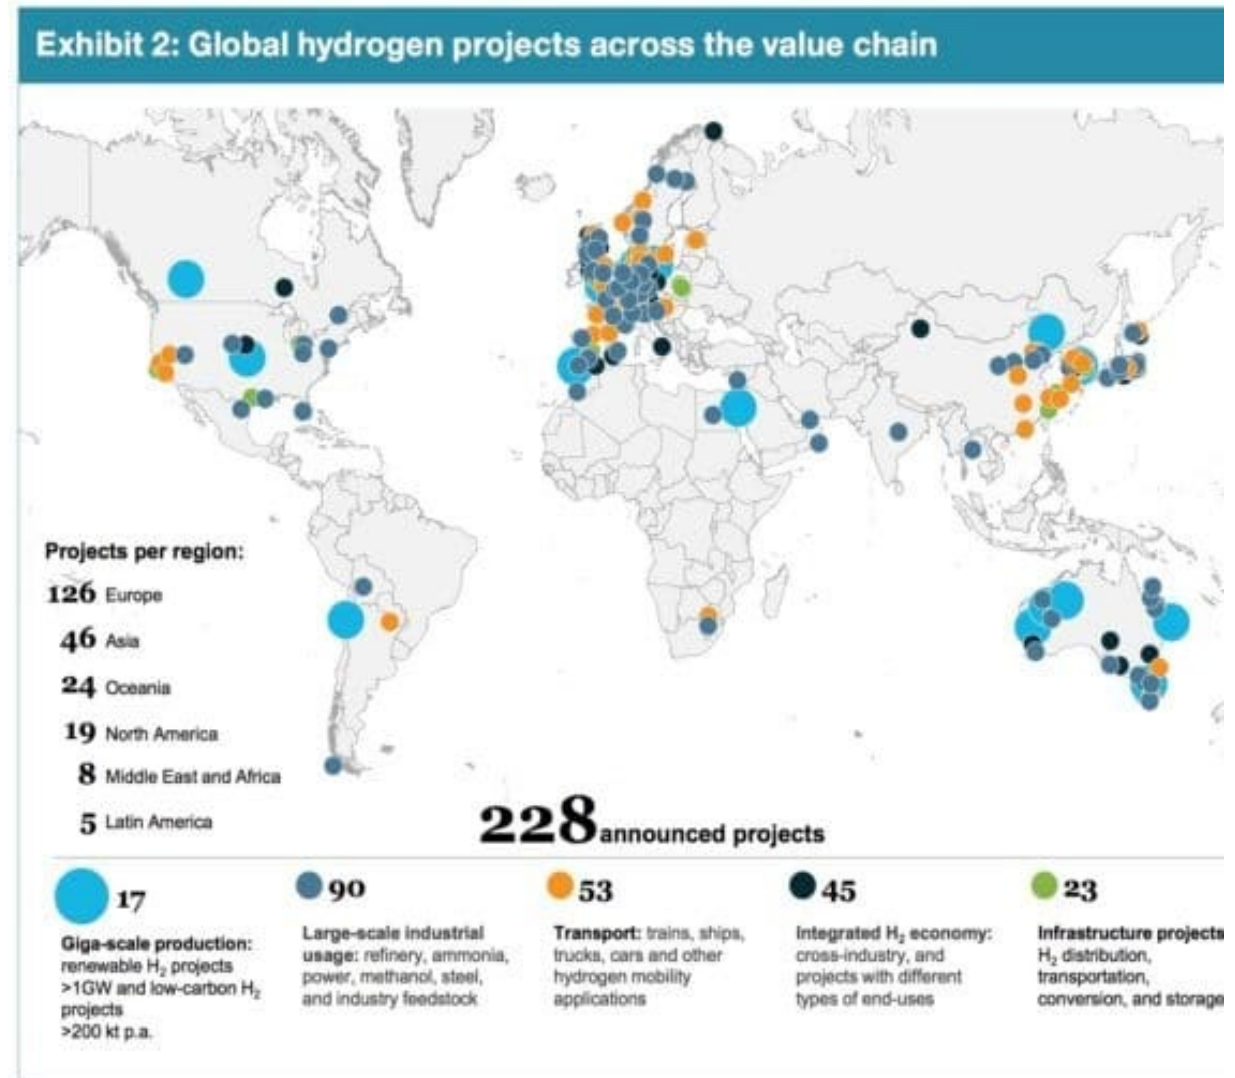 Exhibit 2: Global hydrogen projects across the value chain
Projects per region:
126 Europe
46 Asia
24 Oceania
19 North America
8 Middle East and Africa
5 Latin America
228 announced projects
17
Giga-scale production:
renewable H₂ projects
>1GW and low-carbon H₂
projects
>200 kt p.a.
90
Large-scale industrial
usage: refinery, ammonia,
power, methanol, steel,
and industry feedstock
53
Transport: trains, ships,
trucks, cars and other
hydrogen mobility
applications
45
Integrated H₂ economy:
cross-industry, and
projects with different
types of end-uses
23
Infrastructure projects
H₂ distribution,
transportation,
conversion, and storage